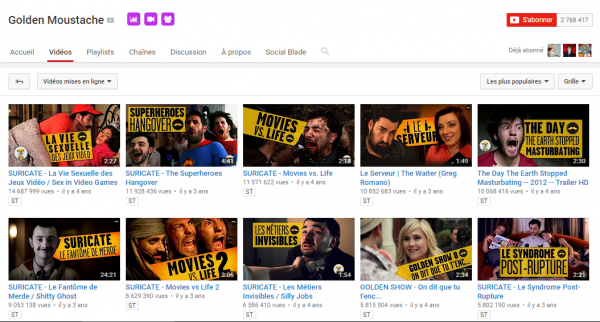 Golden Moustache
S'abonner 2 768 417
Accueil Vidéos Playlists Chaînes Discussion À propos Social Blade
Déjà abonné
Vidéos mises en ligne
Les plus populaires
Grille
LA VIE
SEXUELLE
DES JEUX VIDÉO
2:27
SUPERHEROES
HANGOVER
4:41
MOVIES
VS. LIFE
2:18
LE
SERVEUR
1:49
THE DAY
THE EARTH STOPPED
MASTURBATING
2:30
SURICATE - La Vie Sexuelle des
Jeux Vidéo / Sex in Video Games
14 687 999 vues • il y a 4 ans
ST
SURICATE - The Superheroes
Hangover
11 928 436 vues • il y a 3 ans
ST
SURICATE - Movies vs. Life
11 571 622 vues • il y a 4 ans
ST
Le Serveur | The Waiter (Greg
Romano)
10 852 683 vues • il y a 3 ans
ST
The Day The Earth Stopped
Masturbating – 2012 – Trailer HD
10 068 416 vues • il y a 4 ans
ST
SURICATE
LE FANTÔME DE MERDE
24:21
MOVIES
VS LIFE 2
3:06
LES MÉTIERS
INVISIBLES
1:54
GOLDEN SHOW 8
ON DIT QUE TU T'ENC...
2:34
LE SYNDROME
POST-RUPTURE
2:21
SURICATE - Le Fantôme de
Merde / Shitty Ghost
9 053 138 vues • il y a 3 ans
ST
SURICATE - Movies vs Life 2
8 629 390 vues • il y a 3 ans
ST
SURICATE - Les Métiers
Invisibles / Silly Jobs
6 586 410 vues • il y a 4 ans
ST
GOLDEN SHOW - On dit que tu
t'enc...
5 818 904 vues • il y a 3 ans
ST
SURICATE - Le Syndrome Post-
Rupture
5 802 190 vues • il y a 3 ans
ST